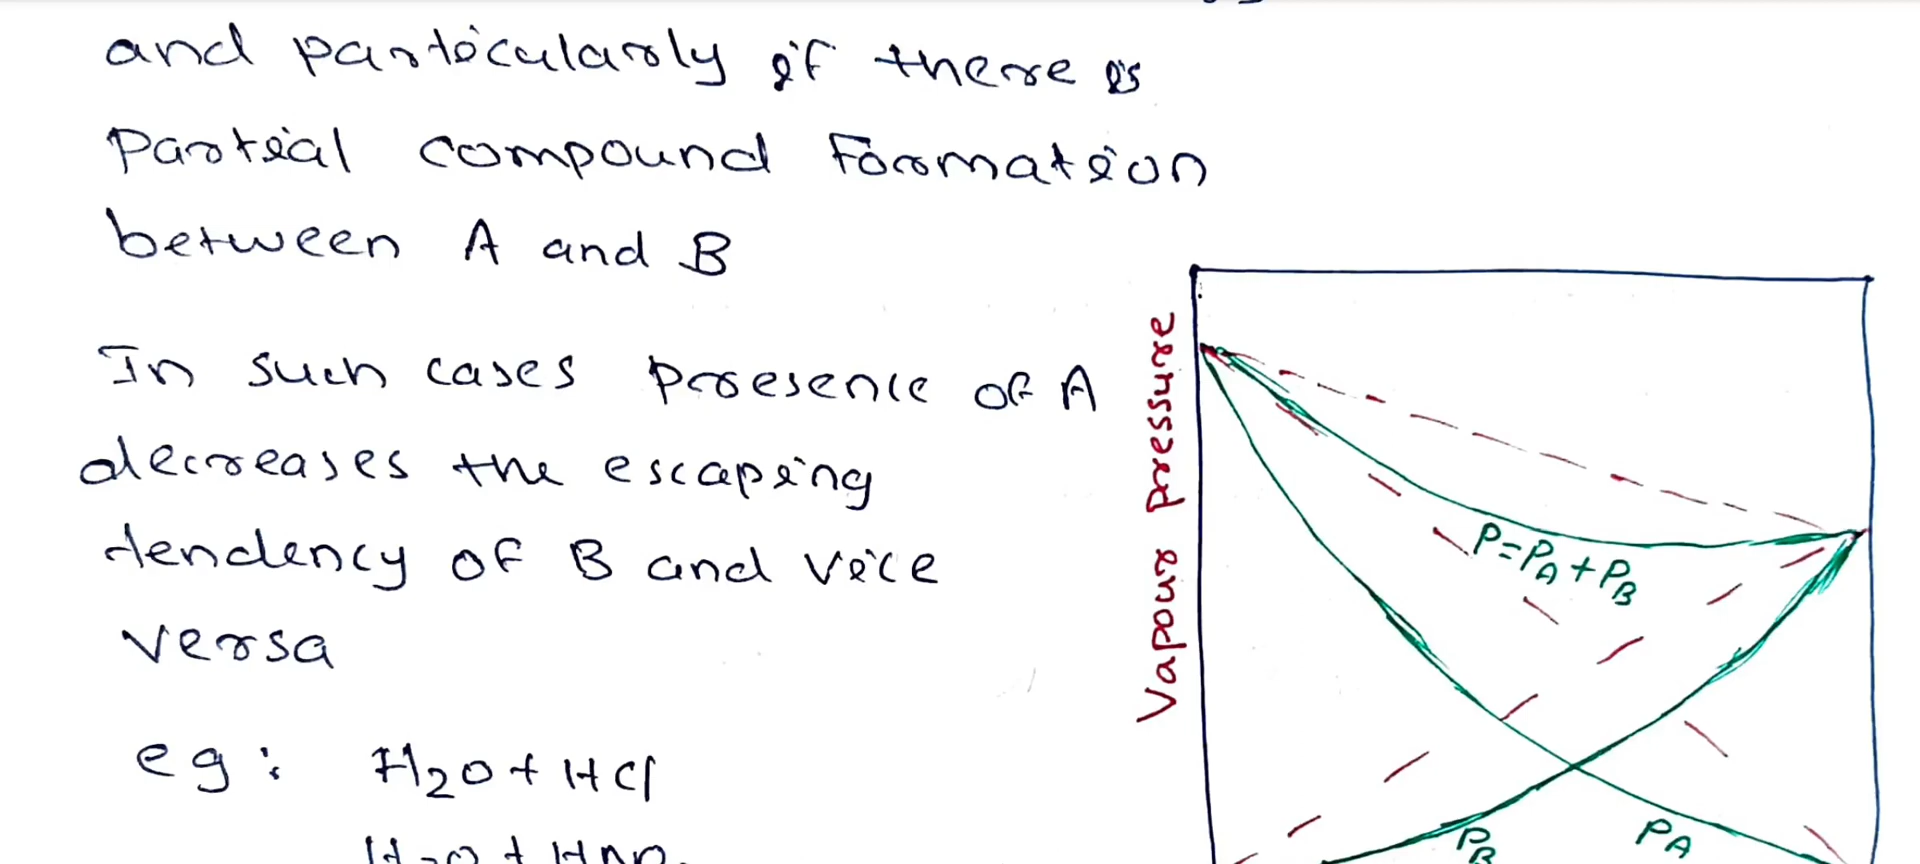 and particularly if there is
Partial compound Formation
between A and B
In such cases presence of A
decreases the escaping
tendency of B and vice
versa
eg: H2O + HCl
H2O +
Vapour pressure
P=PA+PB
PB
PA